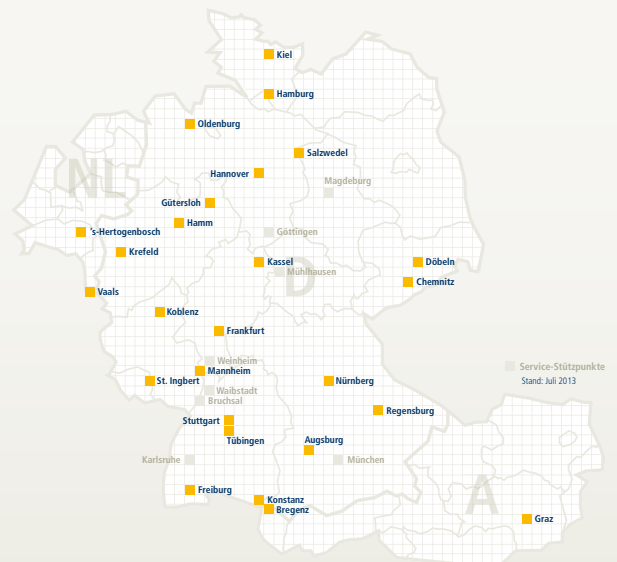 Kiel
Hamburg
Oldenburg
Salzwedel
Hannover
Magdeburg
NL
Gütersloh
Hamm
's-Hertogenbosch
Göttingen
Krefeld
Kassel
Döbeln
Mühlhausen
D
Chemnitz
Vaals
Koblenz
Frankfurt
Weinheim
Service-Stützpunkte
Mannheim
St. Ingbert
Nürnberg
Stand: Juli 2013
Waibstadt
Bruchsal
Regensburg
Stuttgart
Tübingen
Augsburg
Karlsruhe
München
Freiburg
A
Konstanz
Bregenz
Graz